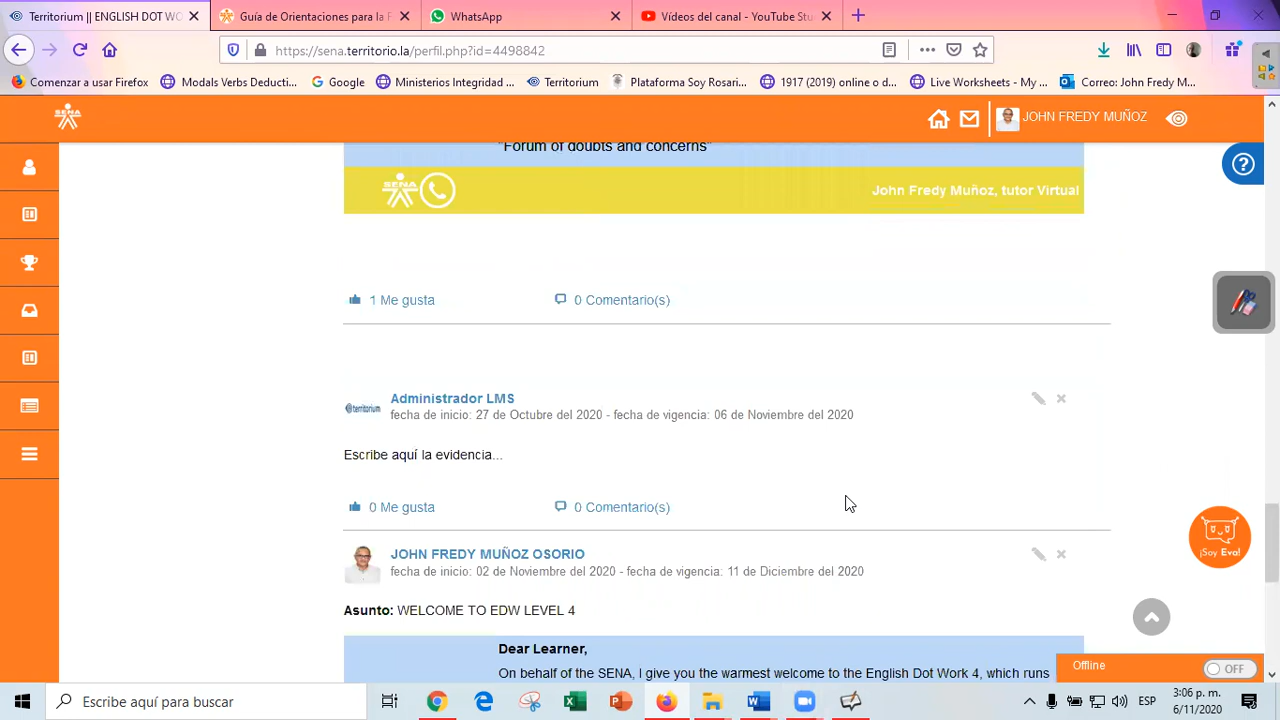 Territorium || ENGLISH DOT WO
Guía de Orientaciones para la F
WhatsApp
Vídeos del canal - YouTube Stu
https://sena.territorio.la/perfil.php?id=4498842
Comenzar a usar Firefox
Modals Verbs Deducti...
Google
Ministerios Integridad ...
Territorium
Plataforma Soy Rosari...
1917 (2019) online o d...
Live Worksheets - My ...
Correo: John Fredy M...
SENA
JOHN FREDY MUÑOZ
"Forum of doubts and concerns"
SENA
John Fredy Muñoz, tutor Virtual
1 Me gusta
0 Comentario(s)
territorium
Administrador LMS
fecha de inicio: 27 de Octubre del 2020 - fecha de vigencia: 06 de Noviembre del 2020
Escribe aquí la evidencia...
0 Me gusta
0 Comentario(s)
¡Soy Eva!
JOHN FREDY MUÑOZ OSORIO
fecha de inicio: 02 de Noviembre del 2020 - fecha de vigencia: 11 de Diciembre del 2020
Asunto: WELCOME TO EDW LEVEL 4
Dear Learner,
On behalf of the SENA, I give you the warmest welcome to the English Dot Work 4, which runs
Offline
OFF
Escribe aquí para buscar
ESP
3:06 p. m.
6/11/2020